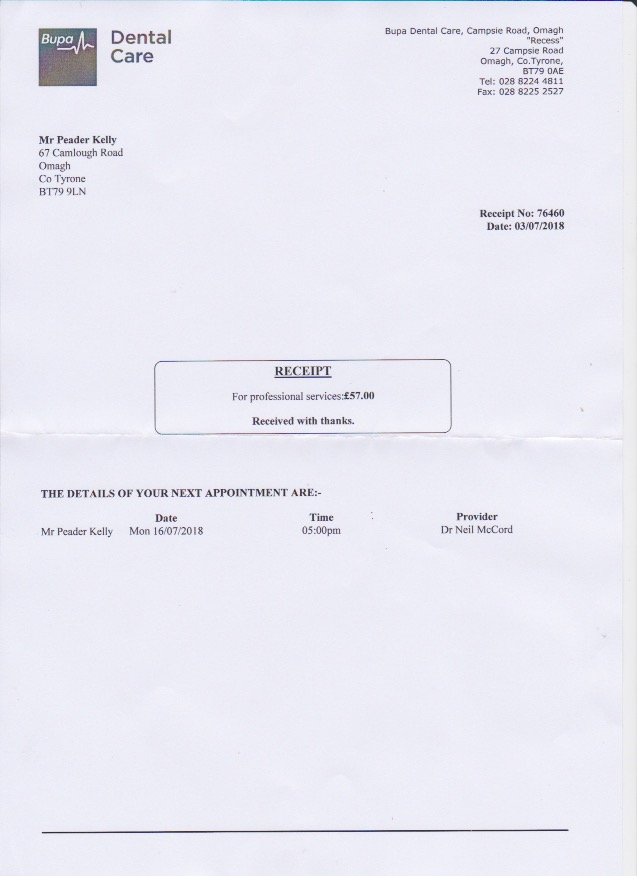 Bupa
Dental
Care
Bupa Dental Care, Campsie Road, Omagh
"Recess"
27 Campsie Road
Omagh, Co.Tyrone,
BT79 0AE
Tel: 028 8224 4811
Fax: 028 8225 2527
Mr Peader Kelly
67 Camlough Road
Omagh
Co Tyrone
BT79 9LN
Receipt No: 76460
Date: 03/07/2018
RECEIPT
For professional services:£57.00
Received with thanks.
THE DETAILS OF YOUR NEXT APPOINTMENT ARE:-
Date Time Provider
Mr Peader Kelly Mon 16/07/2018 05:00pm Dr Neil McCord